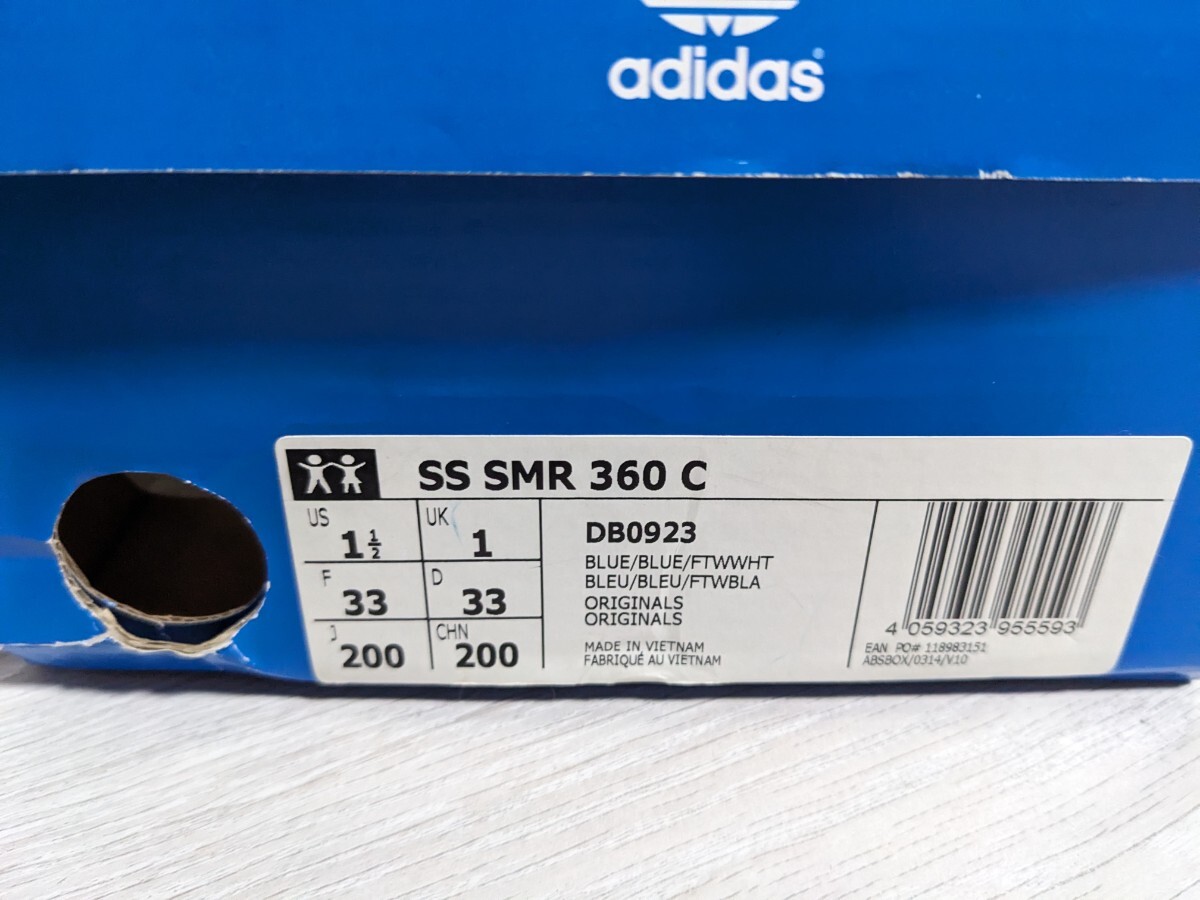 adidas
SS SMR 360 C
US 1½ UK 1
F 33 D 33
J 200 CHN 200
DB0923
BLUE/BLUE/FTWWHT
BLEU/BLEU/FTWBLA
ORIGINALS
ORIGINALS
MADE IN VIETNAM
FABRIQUÉ AU VIETNAM
4 059323 955593
EAN PO# 118983151
ABSBOX/0314/V.10